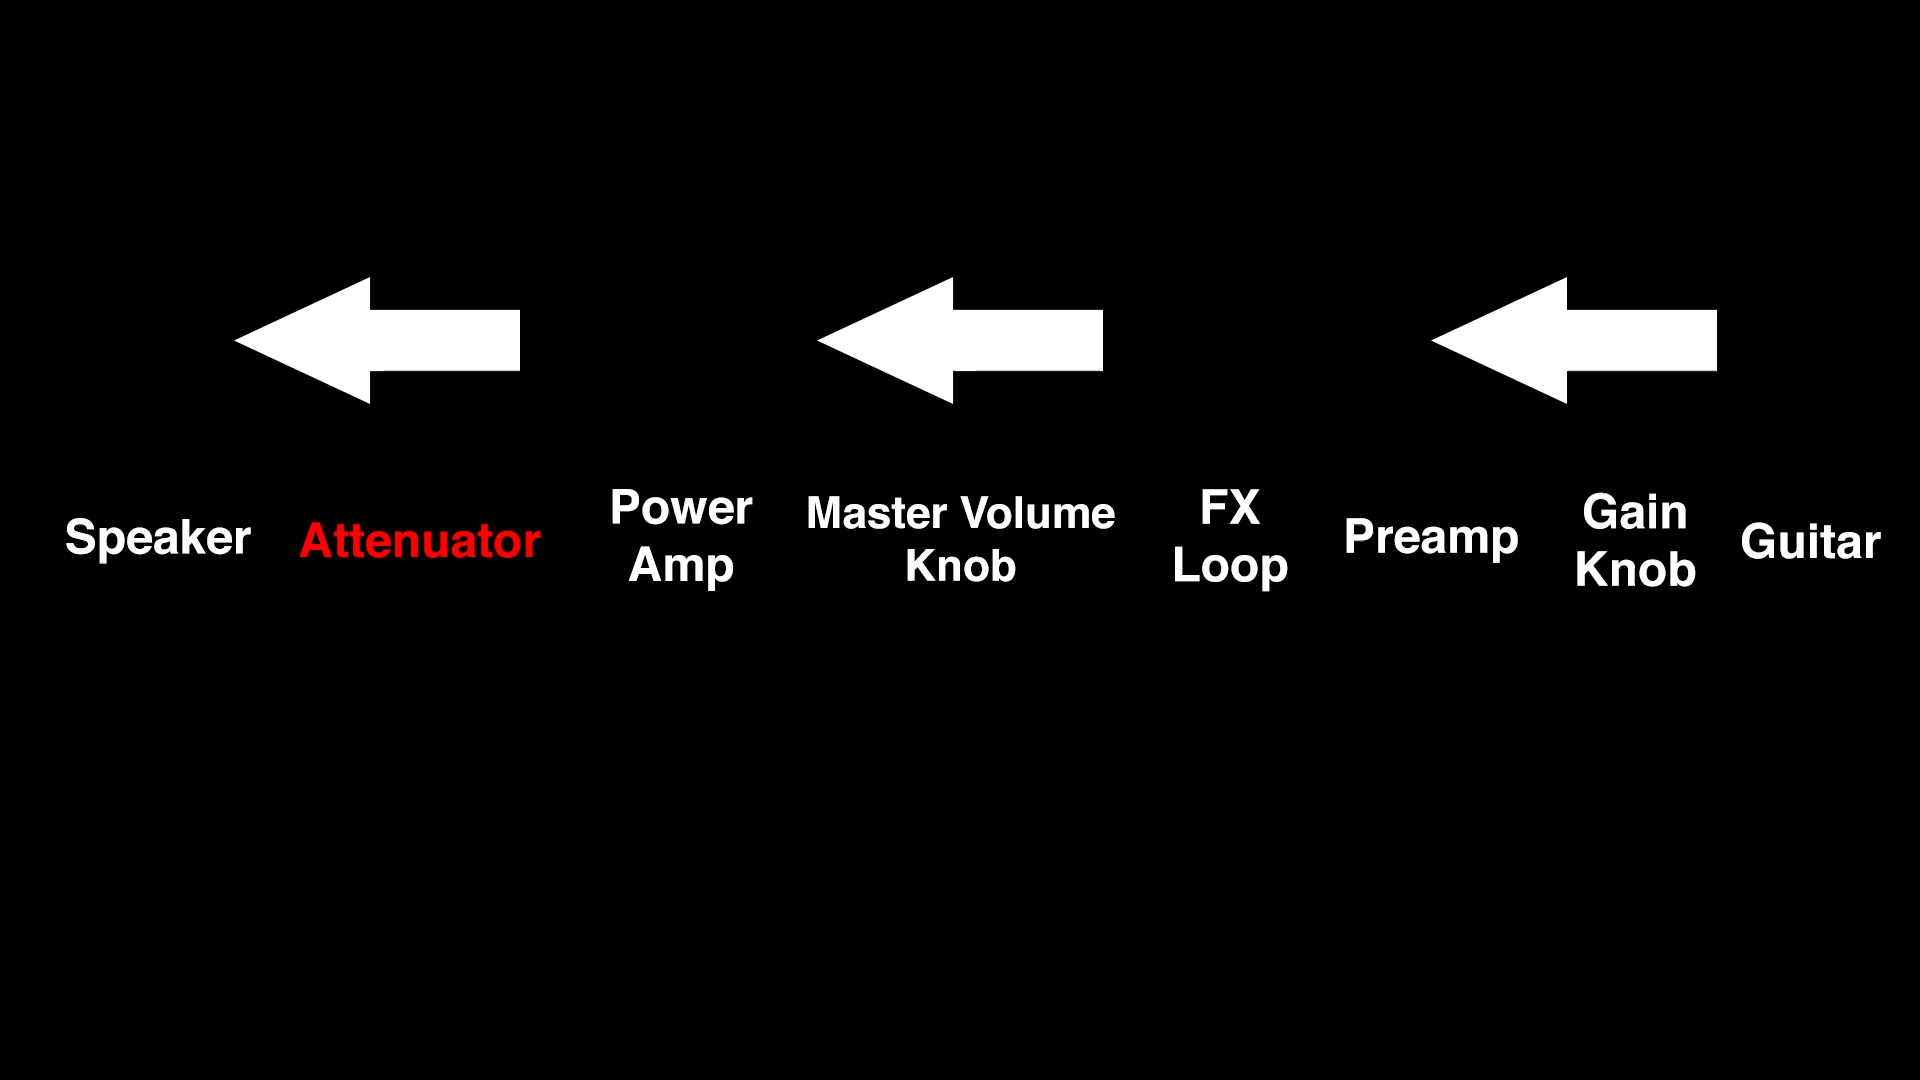 Speaker
Attenuator
Power
Amp
Master Volume
Knob
FX
Loop
Preamp
Gain
Knob
Guitar